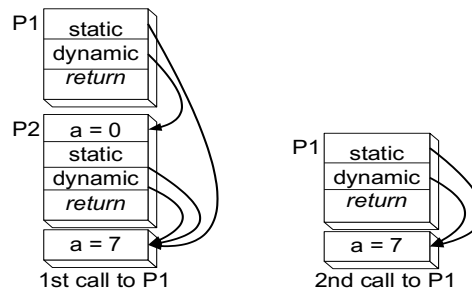 P1
static
dynamic
return
P2
a = 0
static
dynamic
return
a = 7
1st call to P1
P1
static
dynamic
return
a = 7
2nd call to P1